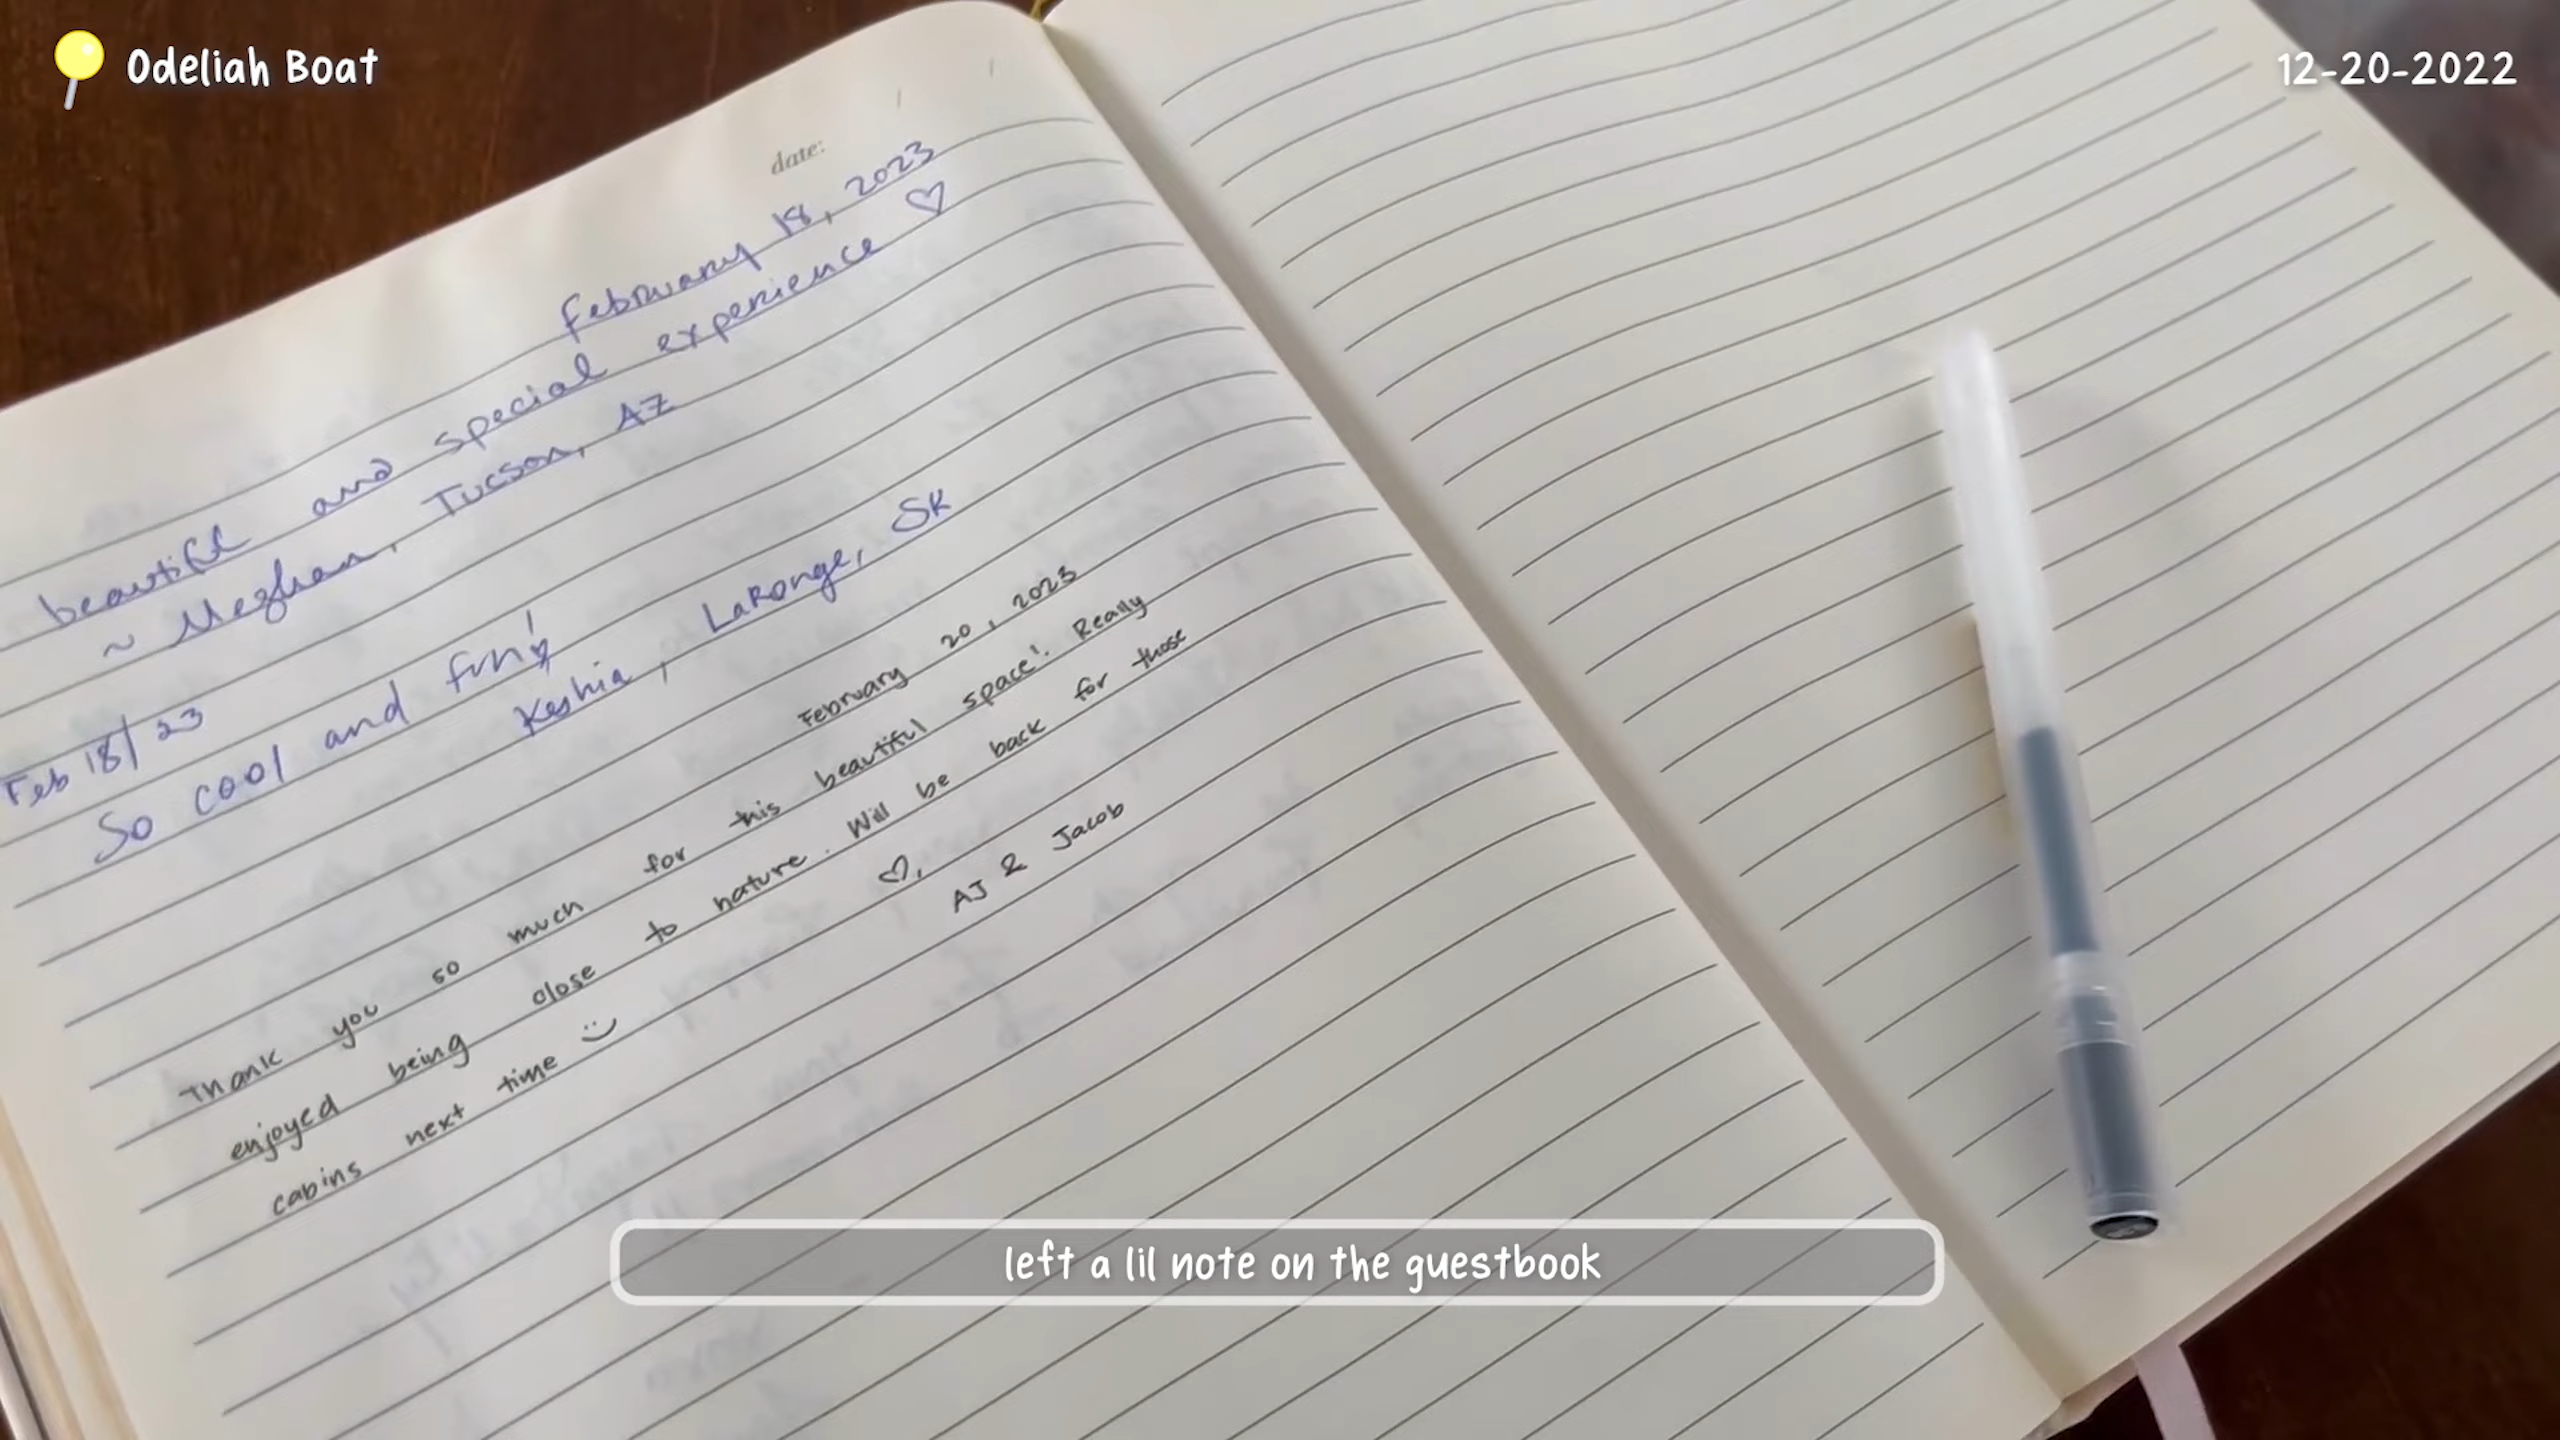 Odeliah Boat
12-20-2022
date:
February 18, 2023
beautiful and special experience ♡
~ Meghan, Tucson, AZ
Feb 18/23
So cool and fun!
Keshia, LaRonge, SK
February 20, 2023
Thank you so much for this beautiful space! Really
enjoyed being close to nature. Will be back for those
cabins next time :)
♡,
AJ & Jacob
left a lil note on the guestbook